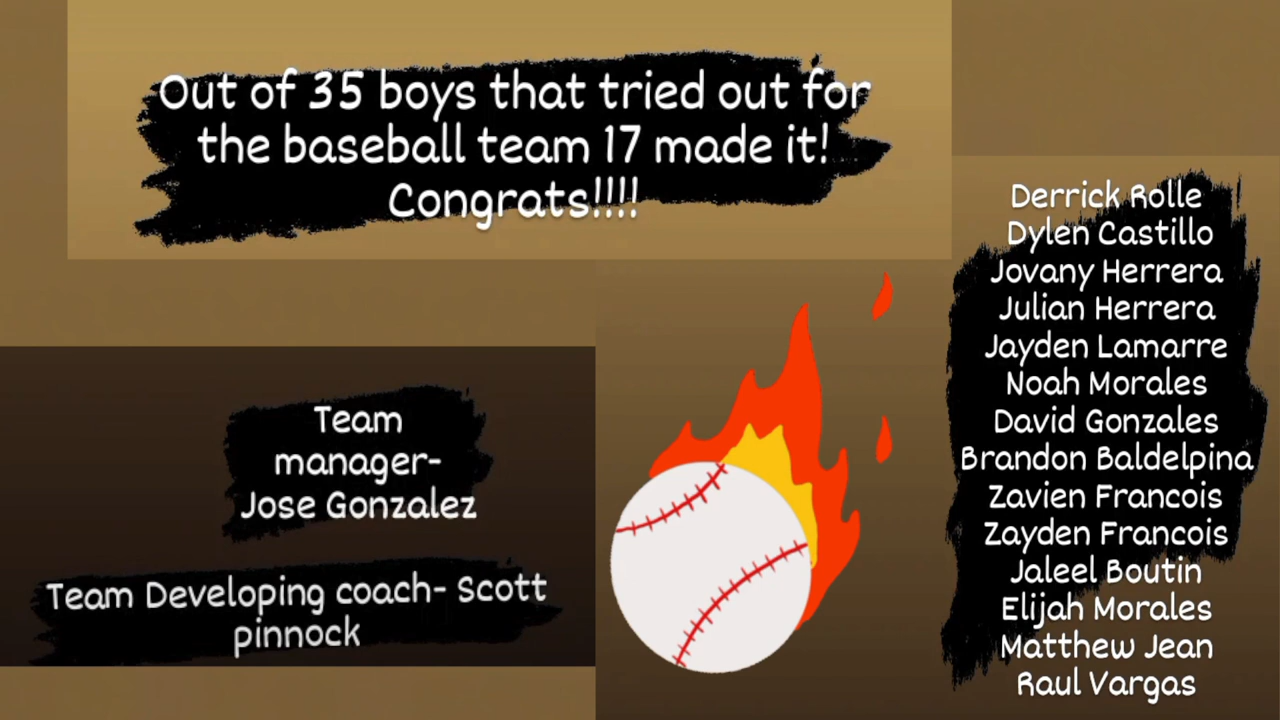 Out of 35 boys that tried out for
the baseball team 17 made it!
Congrats!!!!
Team
manager-
Jose Gonzalez
Team Developing coach- Scott
pinnock
Derrick Rolle
Dylen Castillo
Jovany Herrera
Julian Herrera
Jayden Lamarre
Noah Morales
David Gonzales
Brandon Baldelpina
Zavien Francois
Zayden Francois
Jaleel Boutin
Elijah Morales
Matthew Jean
Raul Vargas